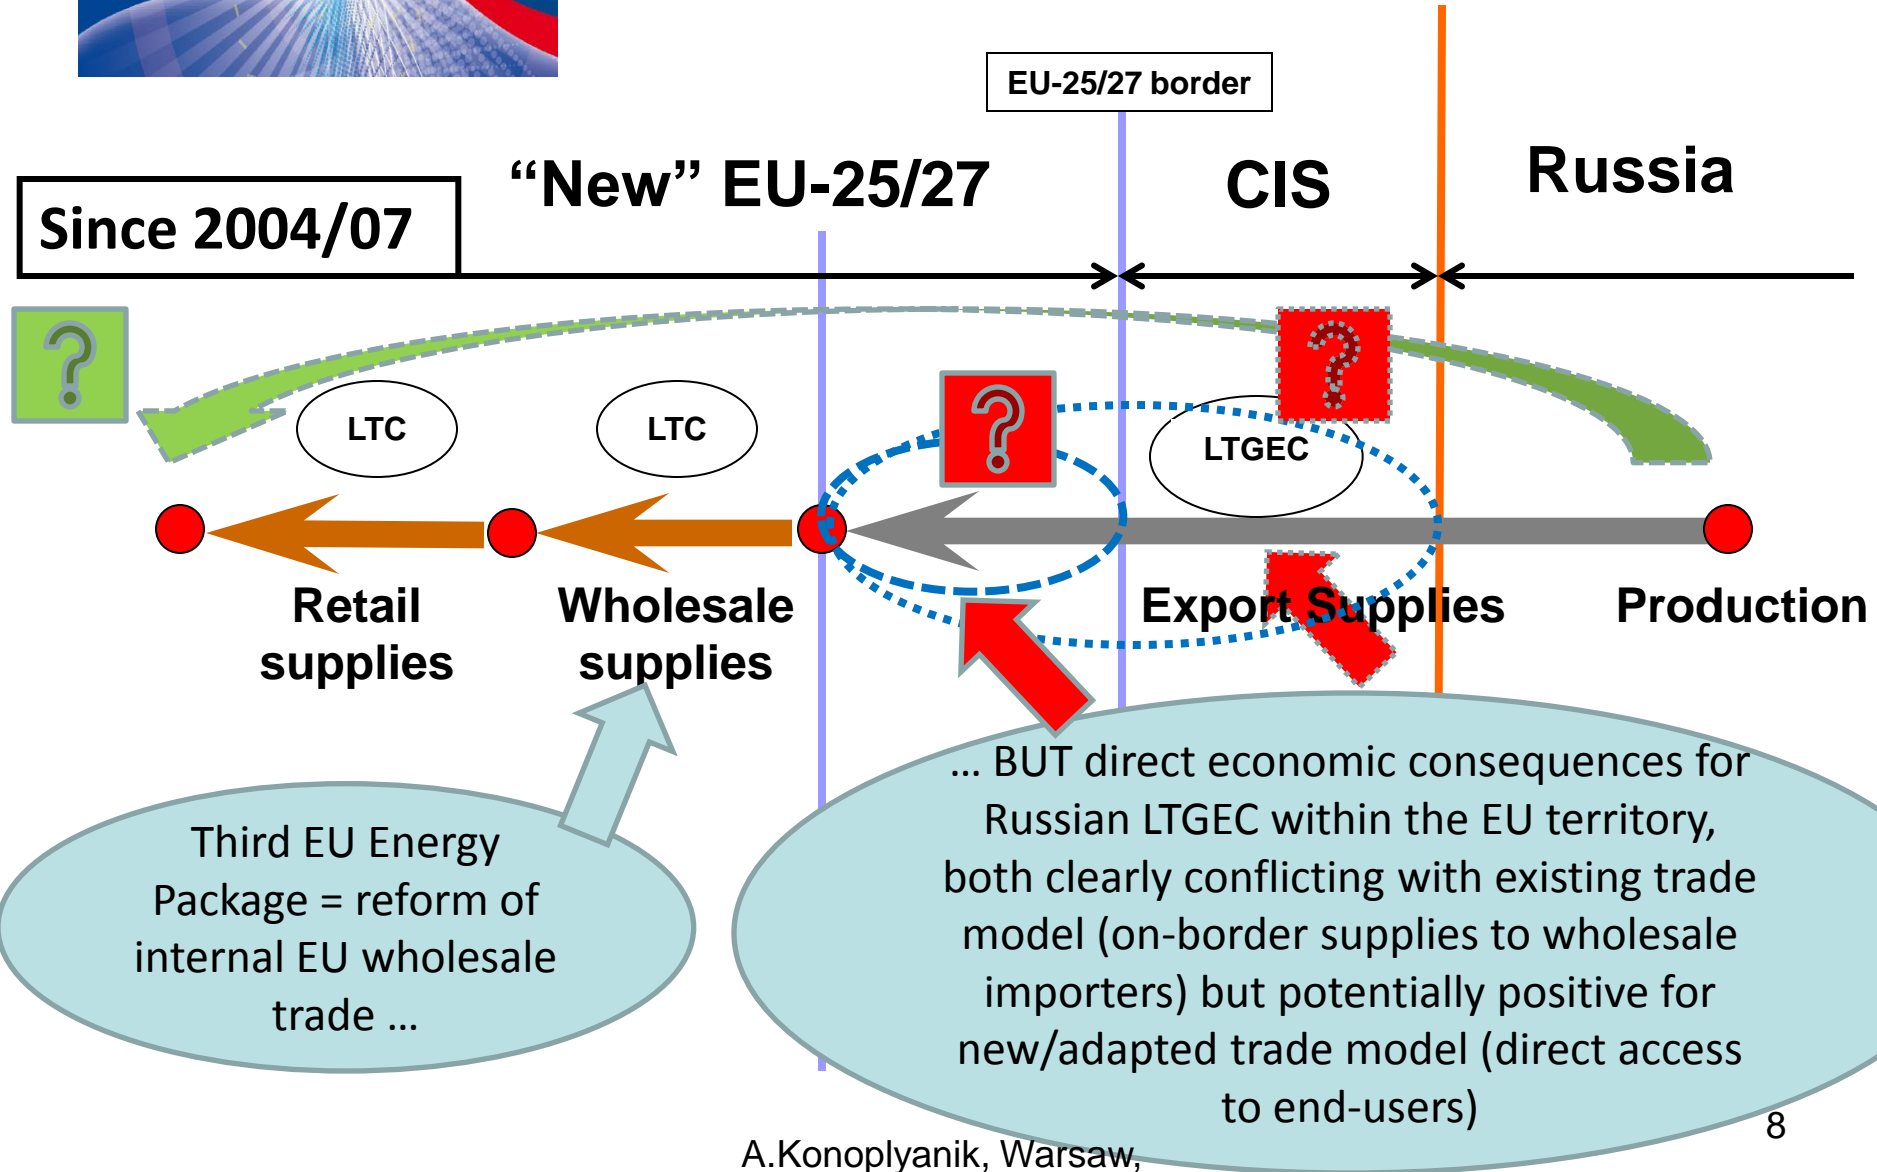 EU-25/27 border
“New” EU-25/27
CIS
Russia
Since 2004/07
?
?
?
LTC
LTC
LTGEC
Retail
supplies
Wholesale
supplies
Export Supplies
Production
Third EU Energy
Package = reform of
internal EU wholesale
trade …
… BUT direct economic consequences for
Russian LTGEC within the EU territory,
both clearly conflicting with existing trade
model (on-border supplies to wholesale
importers) but potentially positive for
new/adapted trade model (direct access
to end-users)
A.Konoplyanik, Warsaw,
8